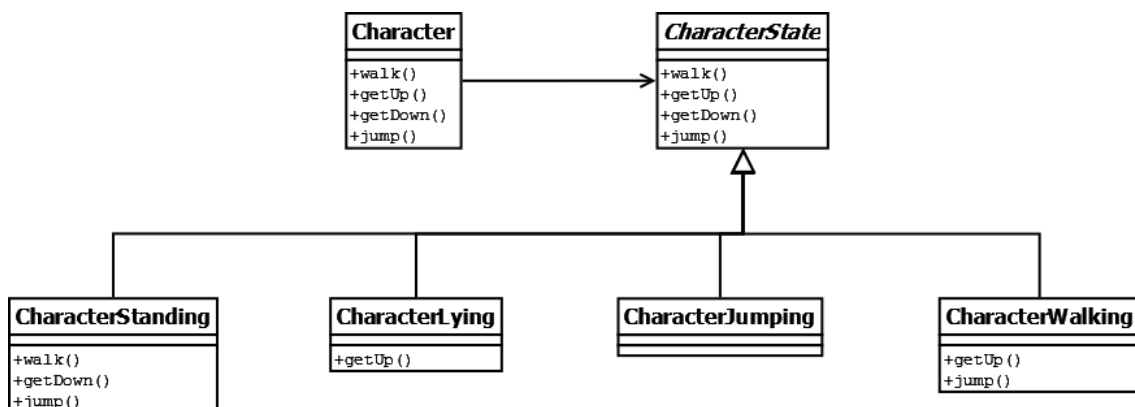 Character
+walk()
+getUp()
+getDown()
+jump()
CharacterState
+walk()
+getUp()
+getDown()
+jump()
CharacterStanding
+walk()
+getDown()
+jump()
CharacterLying
+getUp()
CharacterJumping
CharacterWalking
+getUp()
+jump()